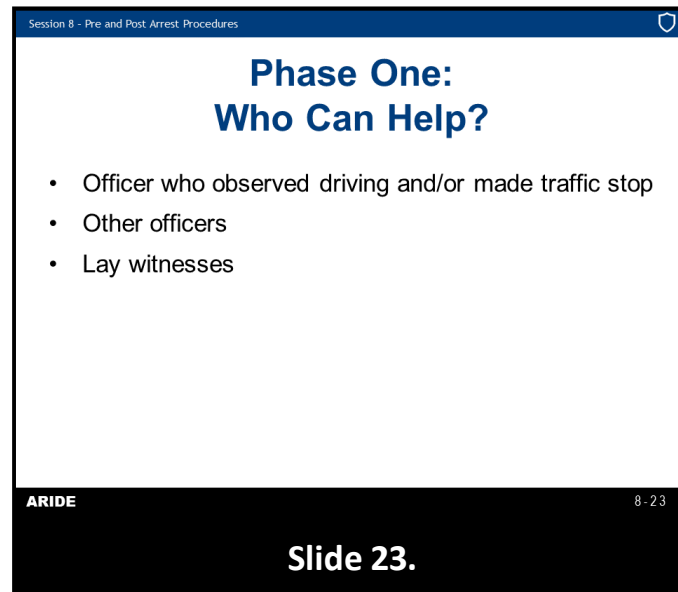 Session 8 - Pre and Post Arrest Procedures
Phase One:
Who Can Help?
• Officer who observed driving and/or made traffic stop
• Other officers
• Lay witnesses
ARIDE
8-23
Slide 23.